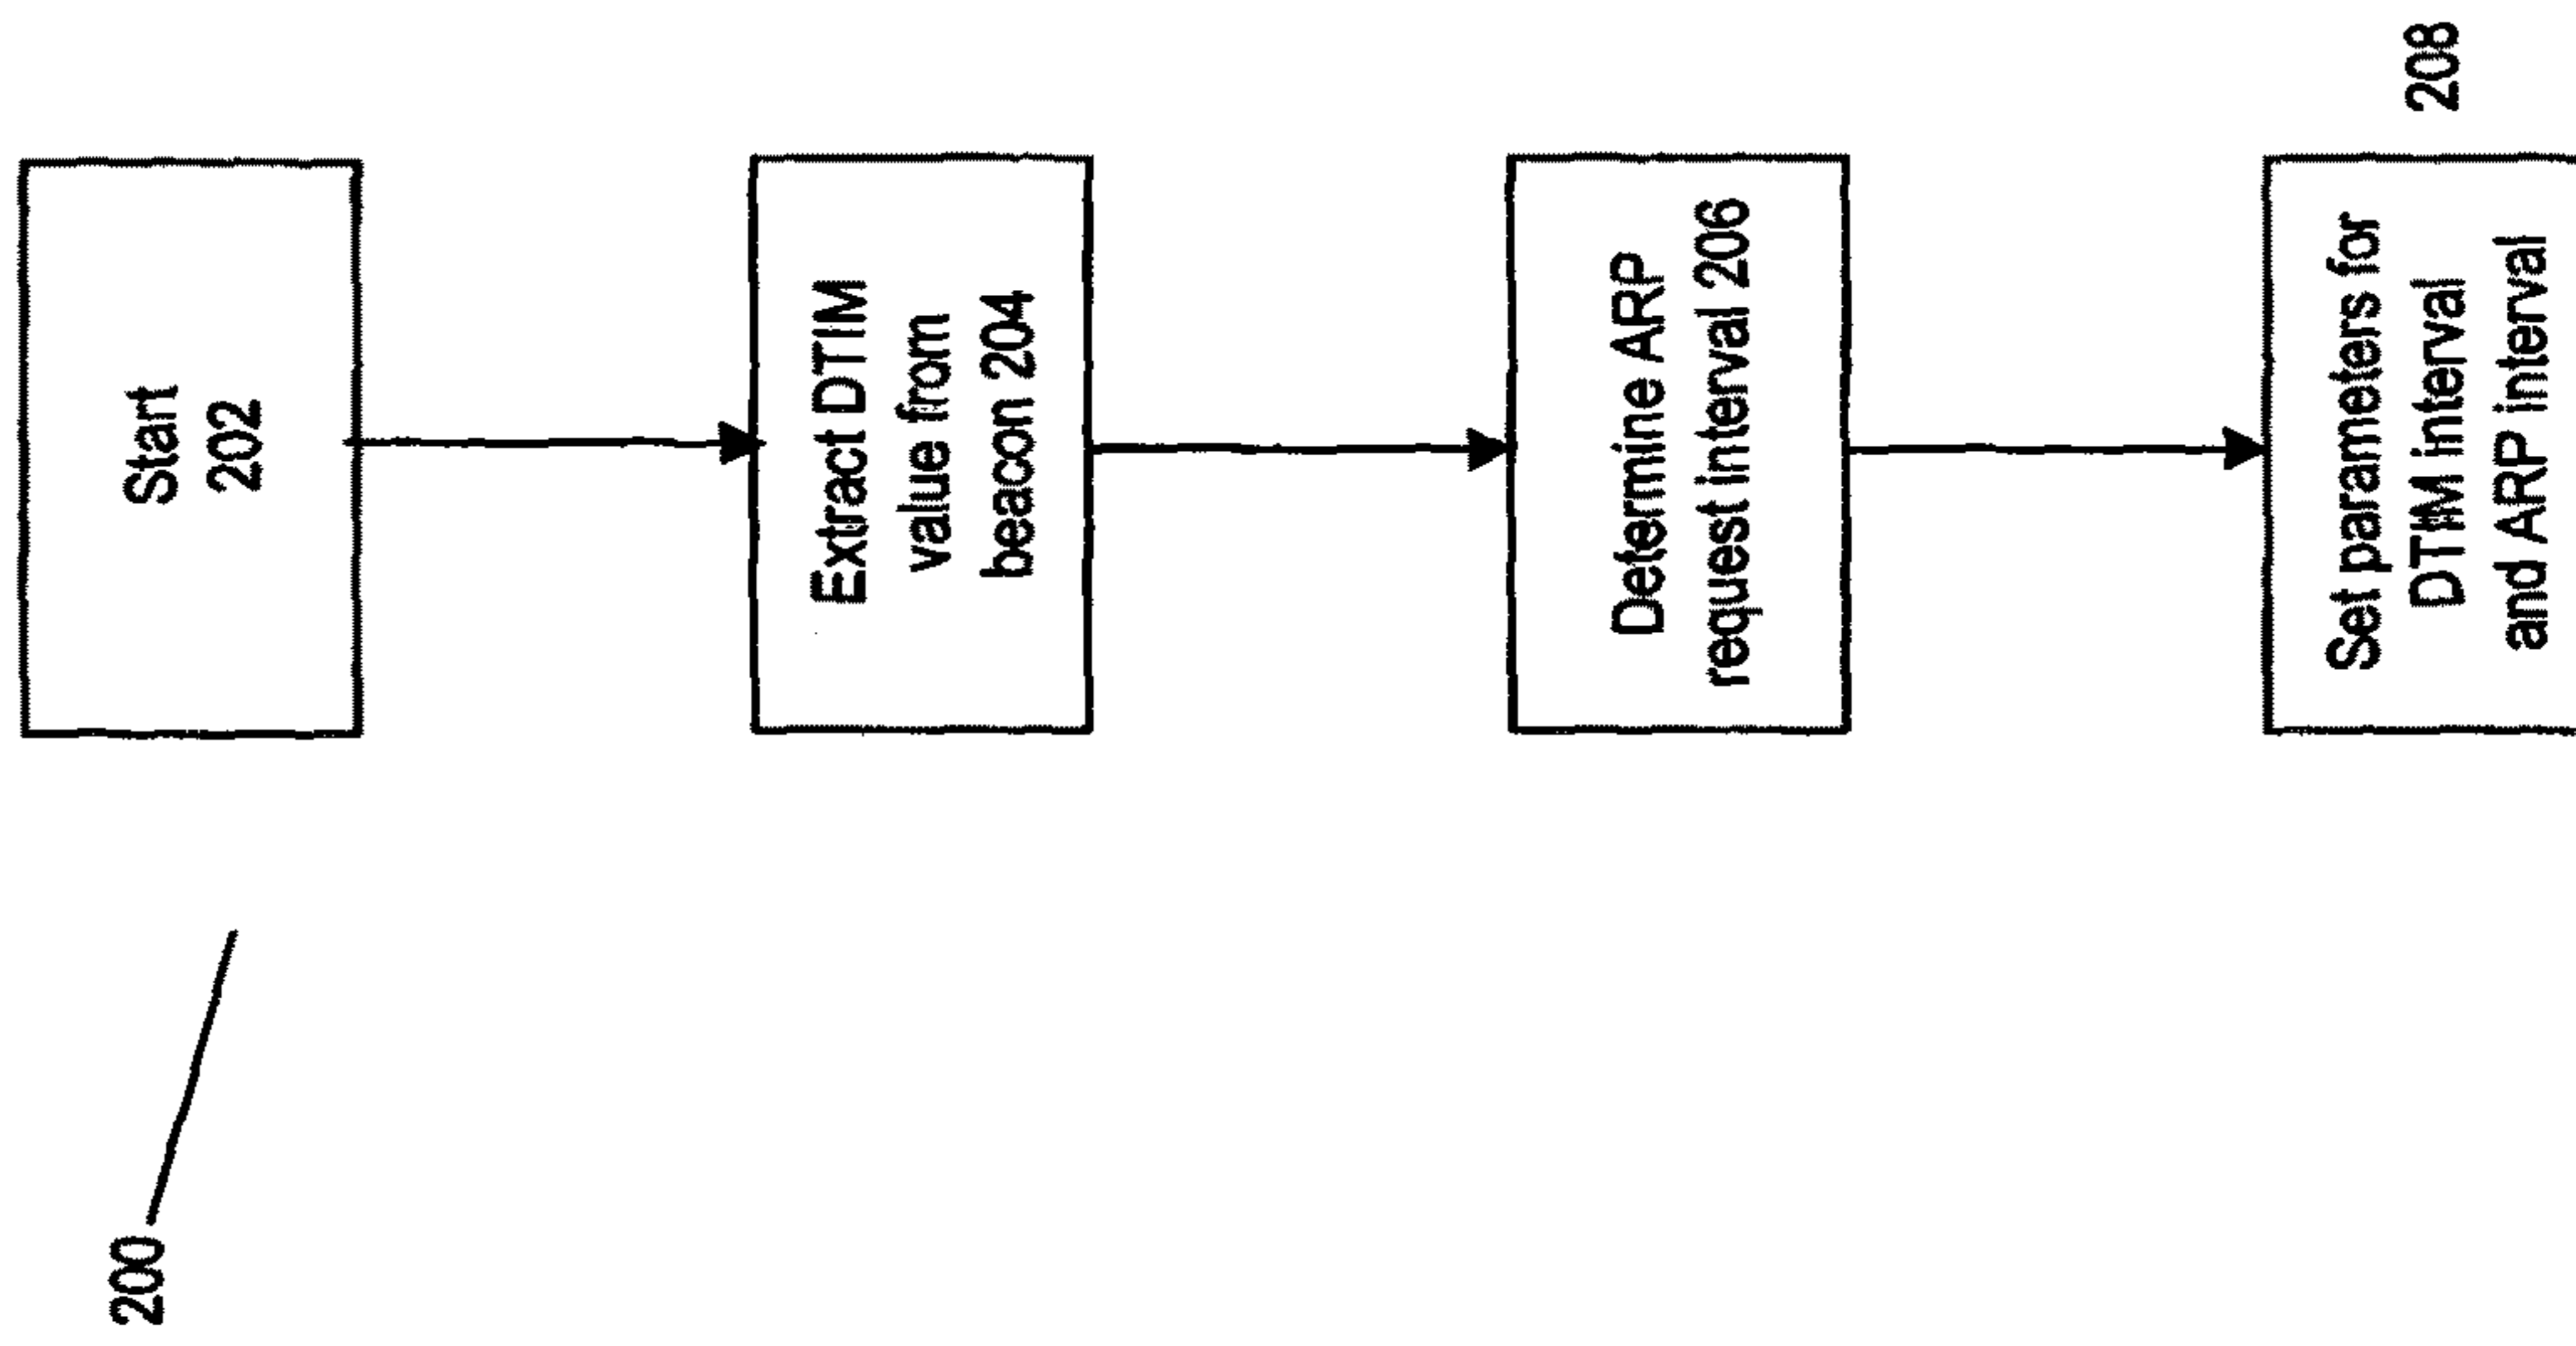 200
Start
202
Extract DTIM
value from
beacon 204
Determine ARP
request interval 206
Set parameters for
DTIM interval
and ARP interval
208